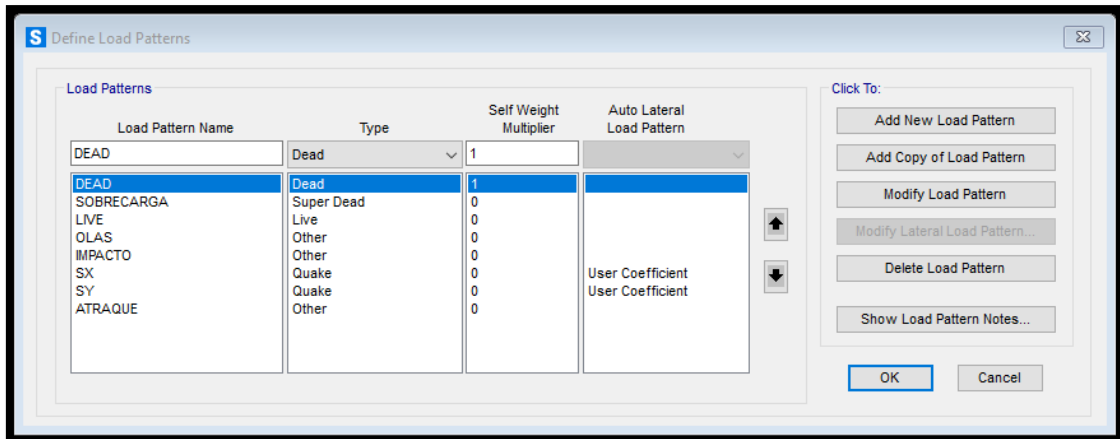 S Define Load Patterns
Load Patterns
Click To:
Load Pattern Name Type Self Weight Multiplier Auto Lateral Load Pattern
DEAD Dead 1
DEAD Dead 1
SOBRECARGA Super Dead 0
LIVE Live 0
OLAS Other 0
IMPACTO Other 0
SX Quake 0 User Coefficient
SY Quake 0 User Coefficient
ATRAQUE Other 0
Add New Load Pattern
Add Copy of Load Pattern
Modify Load Pattern
Modify Lateral Load Pattern...
Delete Load Pattern
Show Load Pattern Notes...
OK Cancel